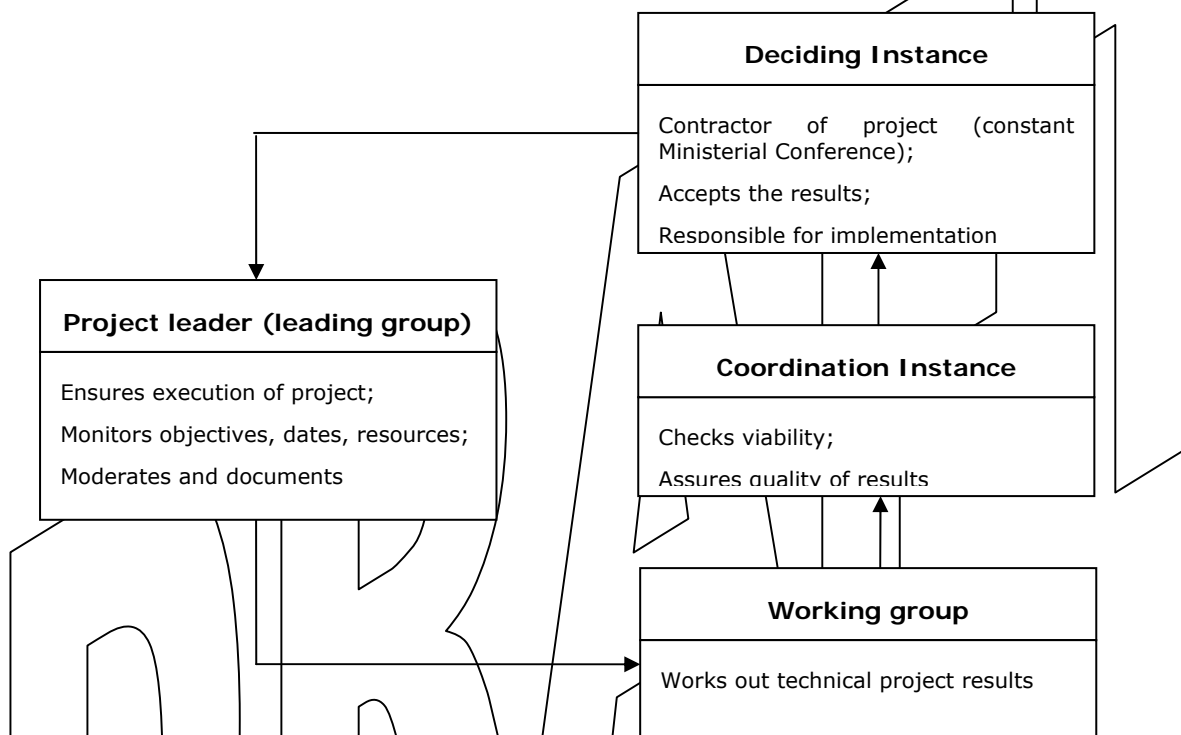 Deciding Instance
Contractor of project (constant
Ministerial Conference);
Accepts the results;
Responsible for implementation
Project leader (leading group)
Ensures execution of project;
Monitors objectives, dates, resources;
Moderates and documents
Coordination Instance
Checks viability;
Assures quality of results
Working group
Works out technical project results